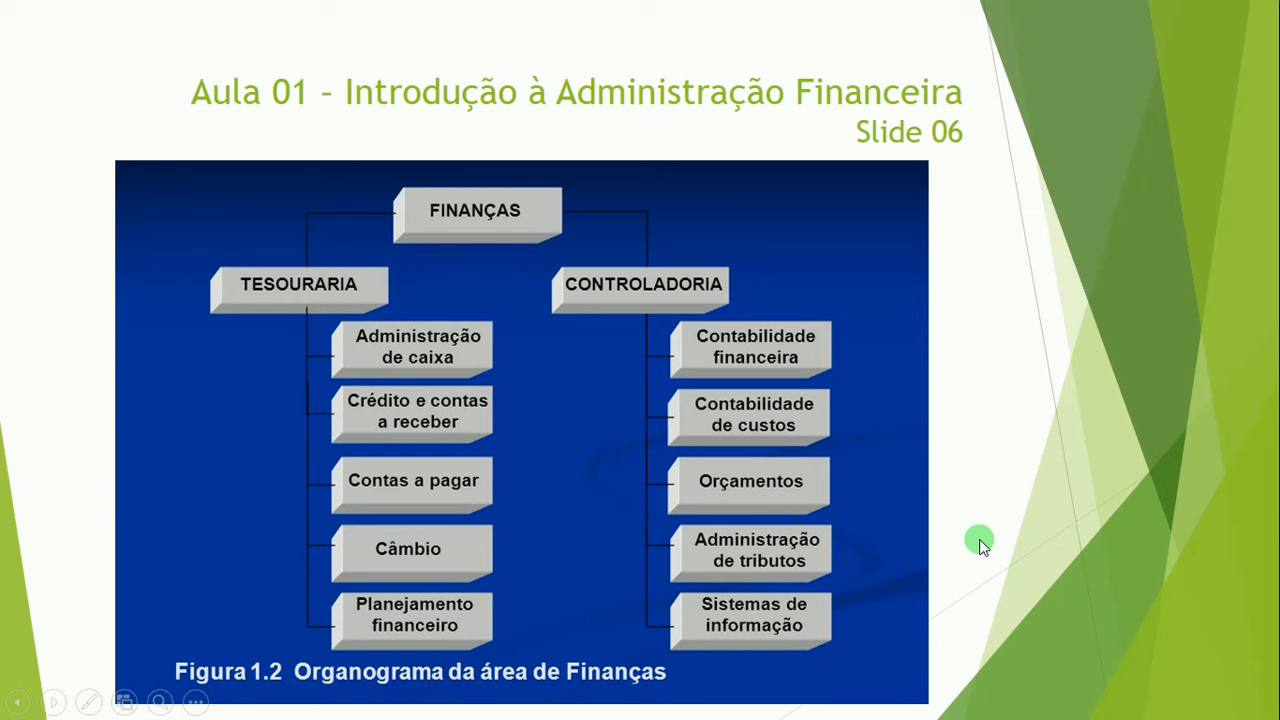 Aula 01 – Introdução à Administração Financeira
Slide 06
FINANÇAS
TESOURARIA
CONTROLADORIA
Administração
de caixa
Crédito e contas
a receber
Contas a pagar
Câmbio
Planejamento
financeiro
Contabilidade
financeira
Contabilidade
de custos
Orçamentos
Administração
de tributos
Sistemas de
informação
Figura 1.2 Organograma da área de Finanças